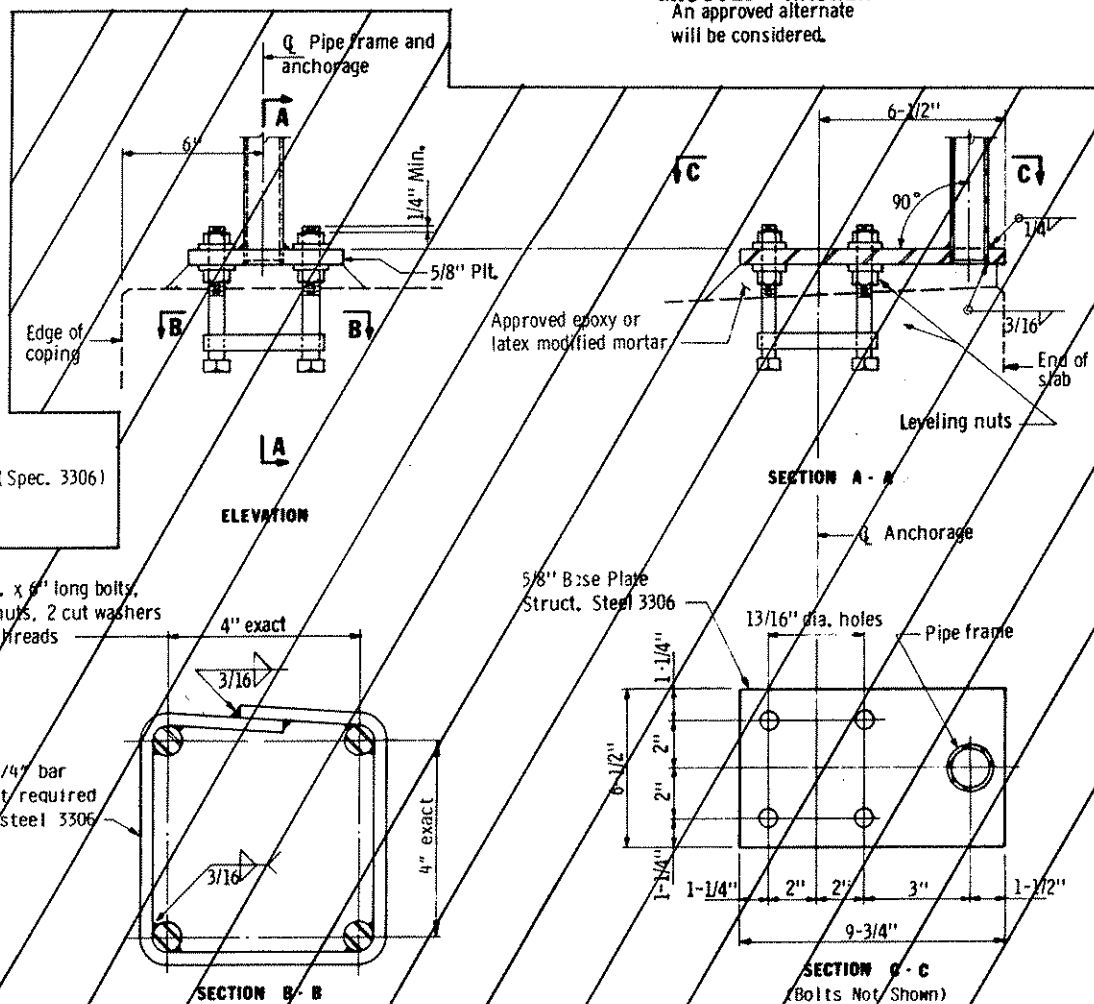 An approved alternate
will be considered.
℄ Pipe frame and
anchorage
A
6"
1/4" Min.
5/8" Plt.
Edge of
coping
B
B
A
ELEVATION
(Spec. 3306)
6-1/2"
C
C
90°
1/4
3/16
Approved epoxy or
latex modified mortar
End of
slab
Leveling nuts
SECTION A - A
. x 6" long bolts,
nuts, 2 cut washers
hreads
4" exact
3/16
/4" bar
t required
steel 3306
4" exact
3/16
SECTION B - B
℄ Anchorage
5/8" Base Plate
Struct. Steel 3306
13/16" dia. holes
Pipe frame
1-1/4"
2"
6-1/2"
2"
1-1/4"
1-1/4"
2"
2"
3"
1-1/2"
9-3/4"
SECTION C - C
(Bolts Not Shown)